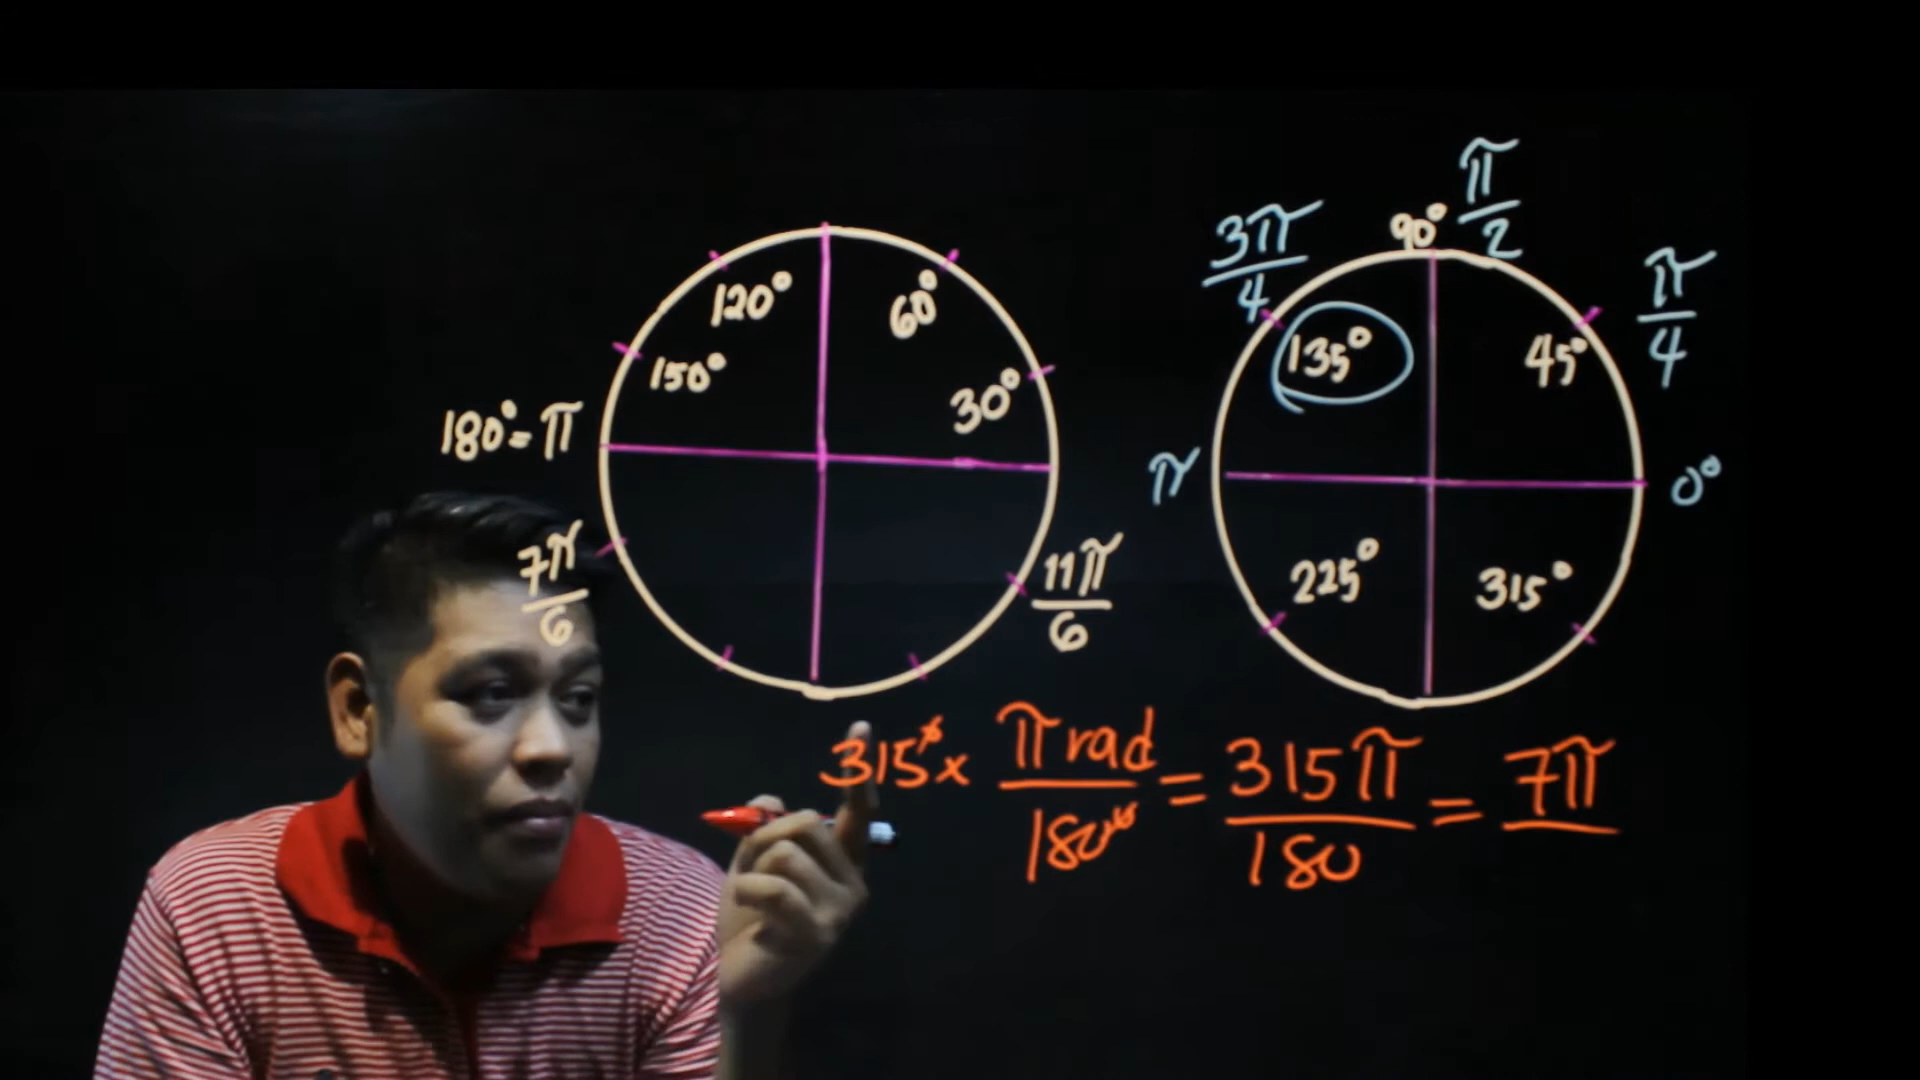 120°
60°
150°
30°
180° = π
7π/6
11π/6
3π/4
90° π/2
π/4
135°
45°
π
0°
225°
315°
315° x π rad/180° = 315π/180 = 7π